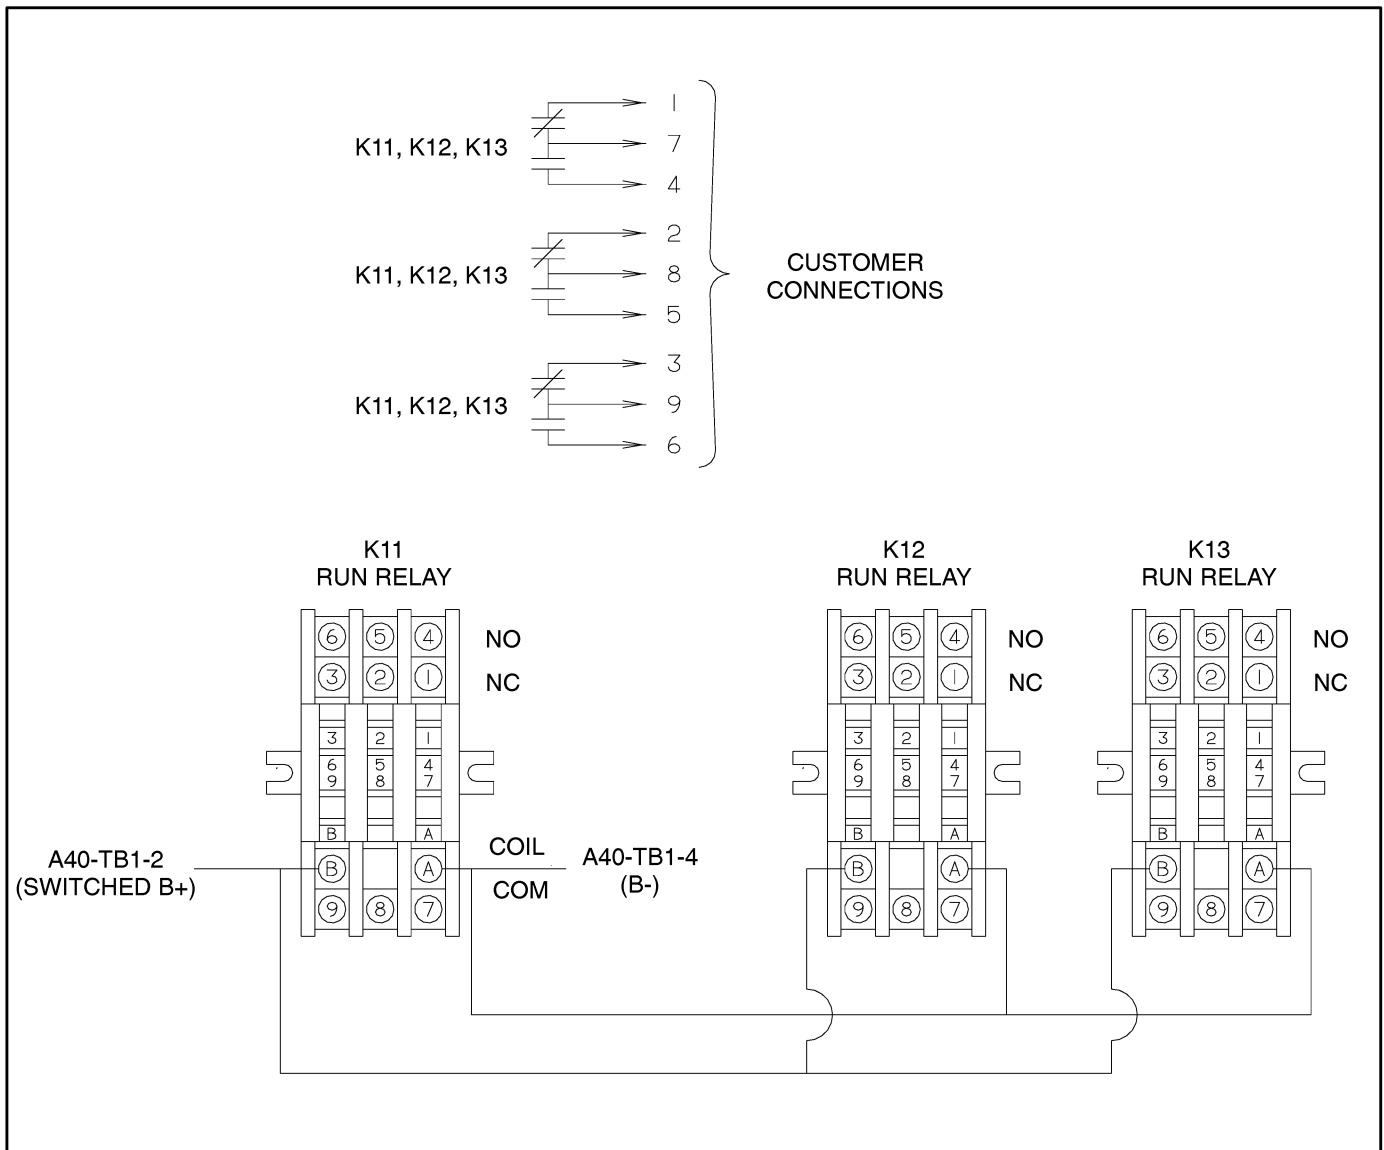 1
K11, K12, K13 7
4
2
K11, K12, K13 8
5
3
K11, K12, K13 9
6
CUSTOMER
CONNECTIONS
K11
RUN RELAY
6 5 4 NO
3 2 1 NC
3 2 1
6 5 4
9 8 7
B A
B A
9 8 7
A40-TB1-2
(SWITCHED B+)
COIL
COM
A40-TB1-4
(B-)
K12
RUN RELAY
6 5 4 NO
3 2 1 NC
3 2 1
6 5 4
9 8 7
B A
B A
9 8 7
K13
RUN RELAY
6 5 4 NO
3 2 1 NC
3 2 1
6 5 4
9 8 7
B A
B A
9 8 7